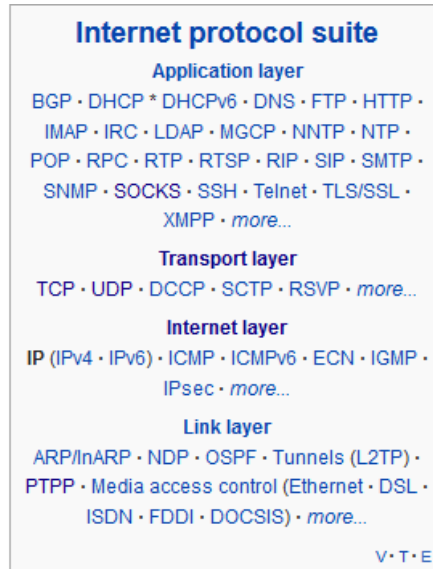 Internet protocol suite
Application layer
BGP · DHCP * DHCPv6 · DNS · FTP · HTTP ·
IMAP · IRC · LDAP · MGCP · NNTP · NTP ·
POP · RPC · RTP · RTSP · RIP · SIP · SMTP ·
SNMP · SOCKS · SSH · Telnet · TLS/SSL ·
XMPP · more...
Transport layer
TCP · UDP · DCCP · SCTP · RSVP · more...
Internet layer
IP (IPv4 · IPv6) · ICMP · ICMPv6 · ECN · IGMP ·
IPsec · more...
Link layer
ARP/InARP · NDP · OSPF · Tunnels (L2TP) ·
PTPP · Media access control (Ethernet · DSL ·
ISDN · FDDI · DOCSIS) · more...
V · T · E